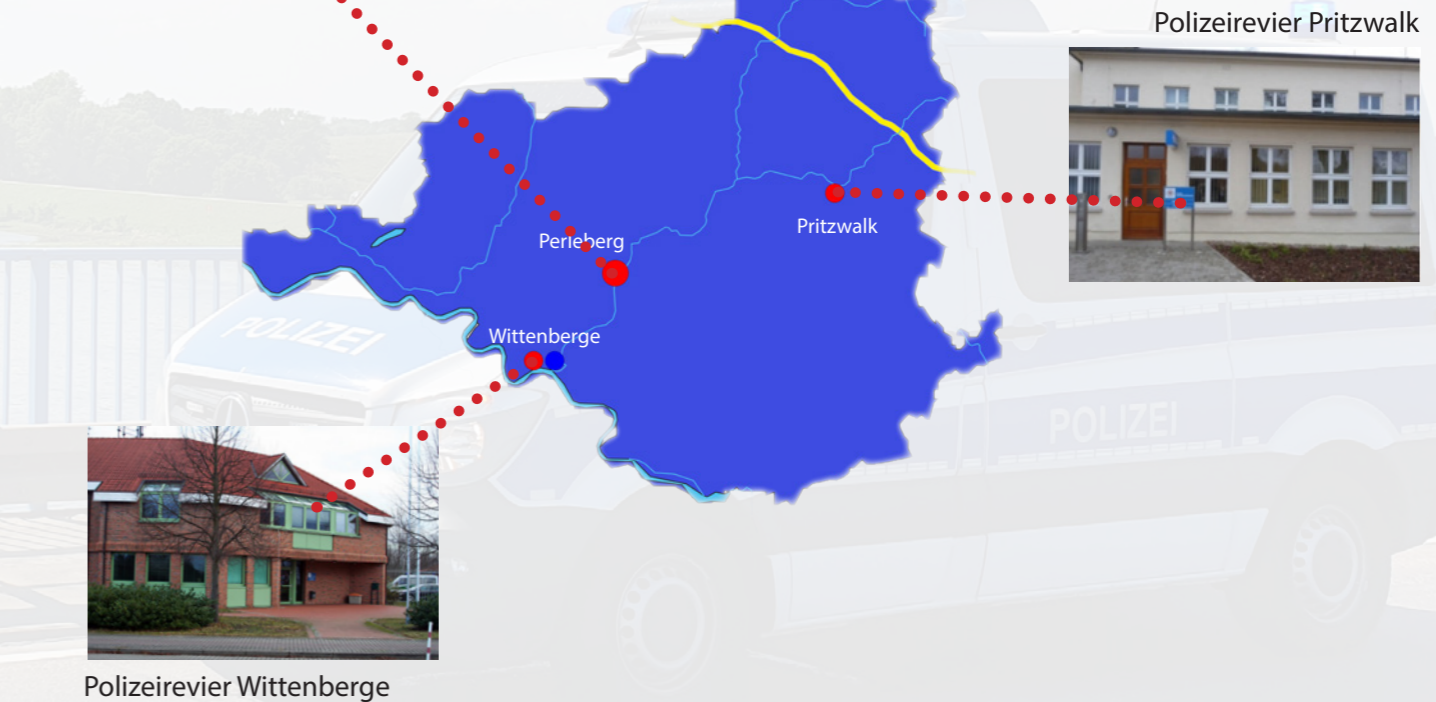 Polizeirevier Pritzwalk
Pritzwalk
Perleberg
Wittenberge
POLIZEI
POLIZEI
Polizeirevier Wittenberge